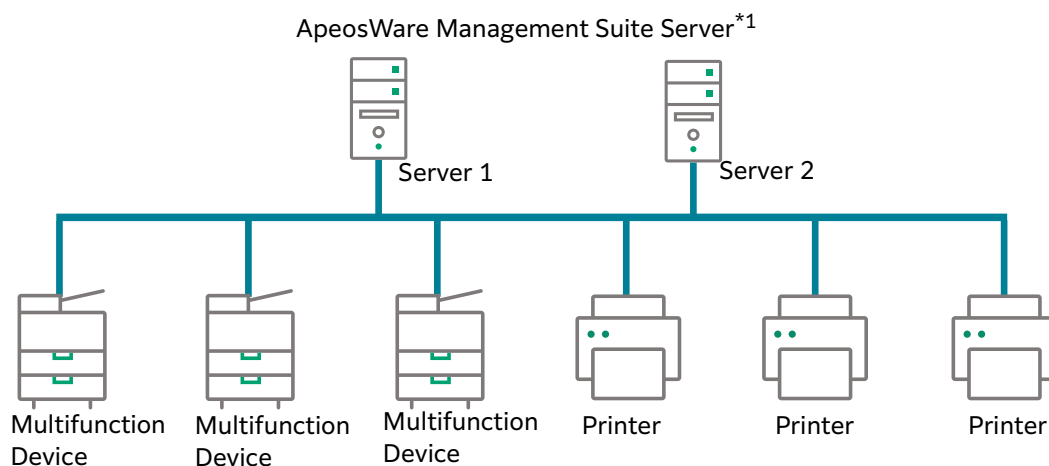 ApeosWare Management Suite Server*1
Server 1
Server 2
Multifunction
Device
Multifunction
Device
Multifunction
Device
Printer
Printer
Printer